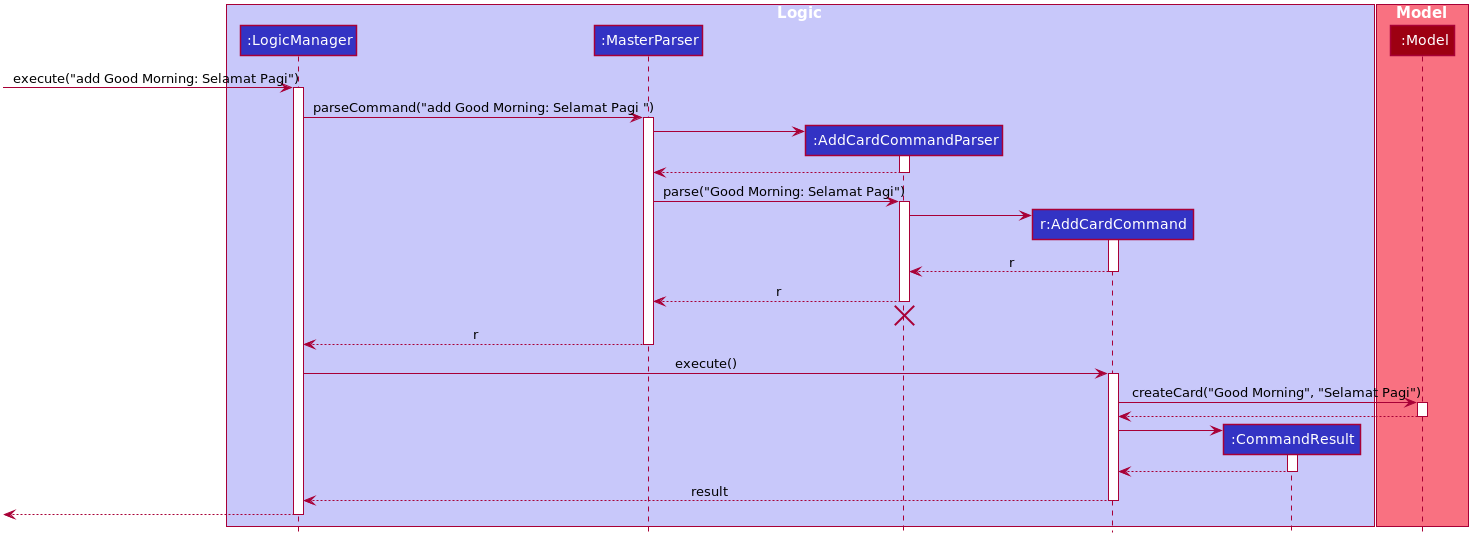 Logic
Model
:LogicManager
:MasterParser
:Model
execute("add Good Morning: Selamat Pagi")
parseCommand("add Good Morning: Selamat Pagi ")
:AddCardCommandParser
parse("Good Morning: Selamat Pagi")
r:AddCardCommand
r
r
r
execute()
createCard("Good Morning", "Selamat Pagi")
:CommandResult
result